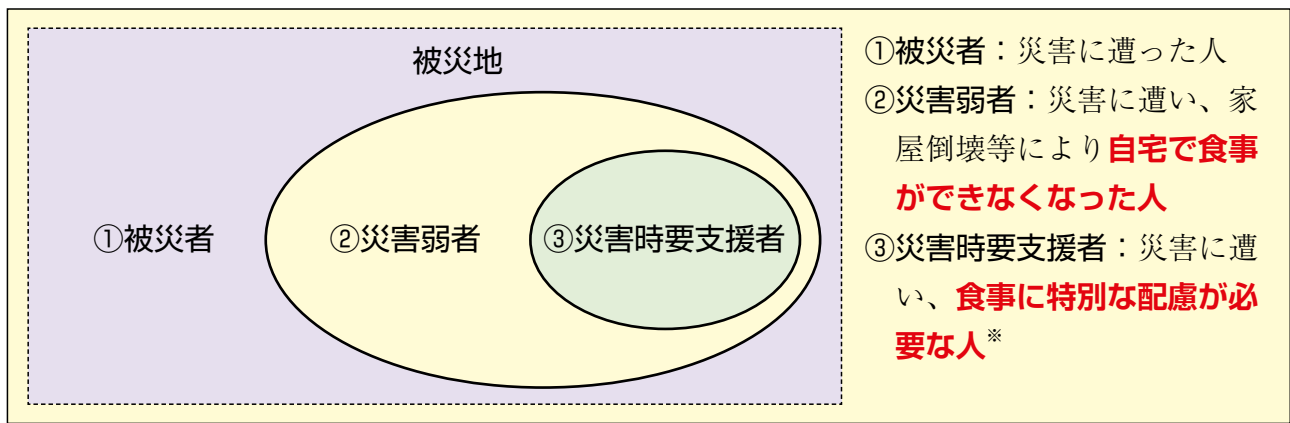 被災地
①被災者
②災害弱者
③災害時要支援者
①被災者：災害に遭った人
②災害弱者：災害に遭い、家
屋倒壊等により自宅で食事
ができなくなった人
③災害時要支援者：災害に遭
い、食事に特別な配慮が必
要な人※